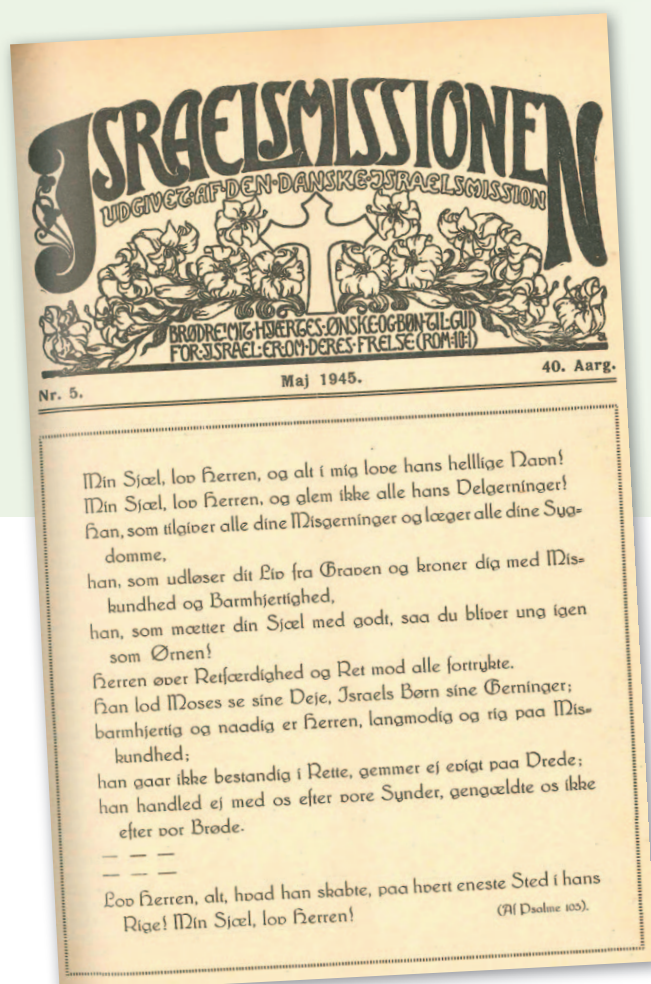 ISRAELSMISSIONEN
UDGIVET·AF·DEN·DANSKE·ISRAELSMISSION
BRØDRE!MIT·HJÆRTES·ØNSKE·OG·BØN·TIL·GUD
FOR·ISRAEL·ER·OM·DERES·FRELSE(ROM·10·1)
Nr. 5. Maj 1945. 40. Aarg.
Min Sjæl, lov Herren, og alt i mig love hans helllige Navn!
Min Sjæl, lov Herren, og glem ikke alle hans Velgerninger!
Han, som tilgiver alle dine Misgerninger og læger alle dine Syg-
domme,
han, som udløser dit Liv fra Graven og kroner dig med Mis-
kundhed og Barmhjertighed,
han, som mætter din Sjæl med godt, saa du bliver ung igen
som Ørnen!
Herren øver Retfærdighed og Ret mod alle fortrykte.
Han lod Moses se sine Veje, Israels Børn sine Gerninger;
barmhjertig og naadig er Herren, langmodig og rig paa Mis-
kundhed;
han gaar ikke bestandig i Rette, gemmer ej evigt paa Vrede;
han handled ej med os efter vore Synder, gengældte os ikke
efter vor Brøde.
— — —
— — —
Lov Herren, alt, hvad han skabte, paa hvert eneste Sted i hans
Rige! Min Sjæl, lov Herren! (Af Psalme 103).